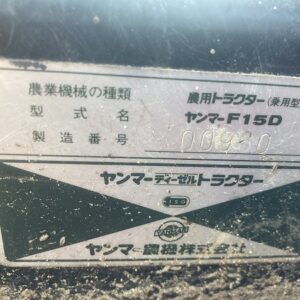 農業機械の種類 農用トラクター(乗用型
型式名 ヤンマーF15D
製造番号 00980
ヤンマーディーゼルトラクター
YANMAR
ヤンマー農機株式会社